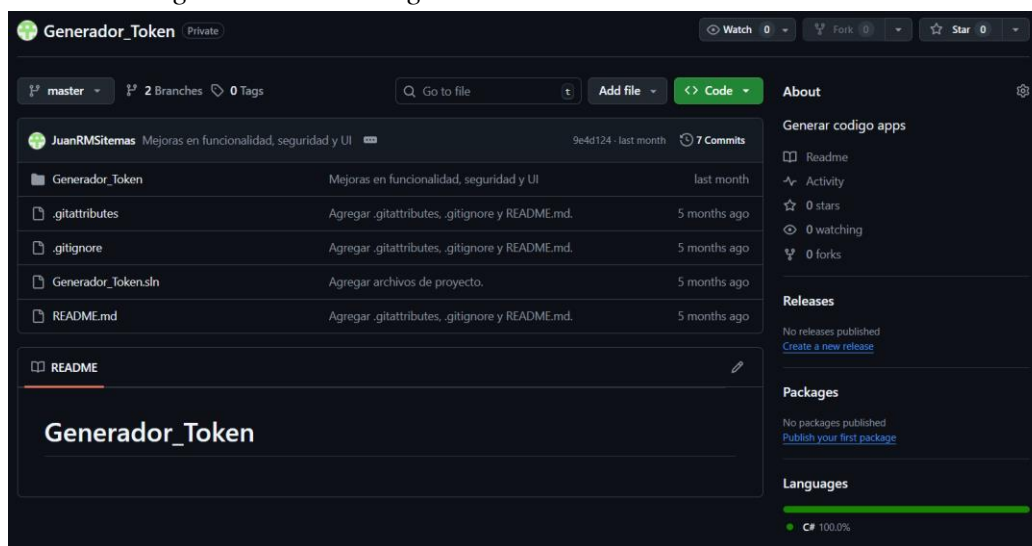 Generador_Token Private
Watch 0 Fork 0 Star 0
master 2 Branches 0 Tags Go to file t Add file <> Code
JuanRMSitemas Mejoras en funcionalidad, seguridad y UI 9e4d124 · last month 7 Commits
Generador_Token Mejoras en funcionalidad, seguridad y UI last month
.gitattributes Agregar .gitattributes, .gitignore y README.md. 5 months ago
.gitignore Agregar .gitattributes, .gitignore y README.md. 5 months ago
Generador_Token.sln Agregar archivos de proyecto. 5 months ago
README.md Agregar .gitattributes, .gitignore y README.md. 5 months ago
README
Generador_Token
About
Generar codigo apps
Readme
Activity
0 stars
0 watching
0 forks
Releases
No releases published
Create a new release
Packages
No packages published
Publish your first package
Languages
C# 100.0%